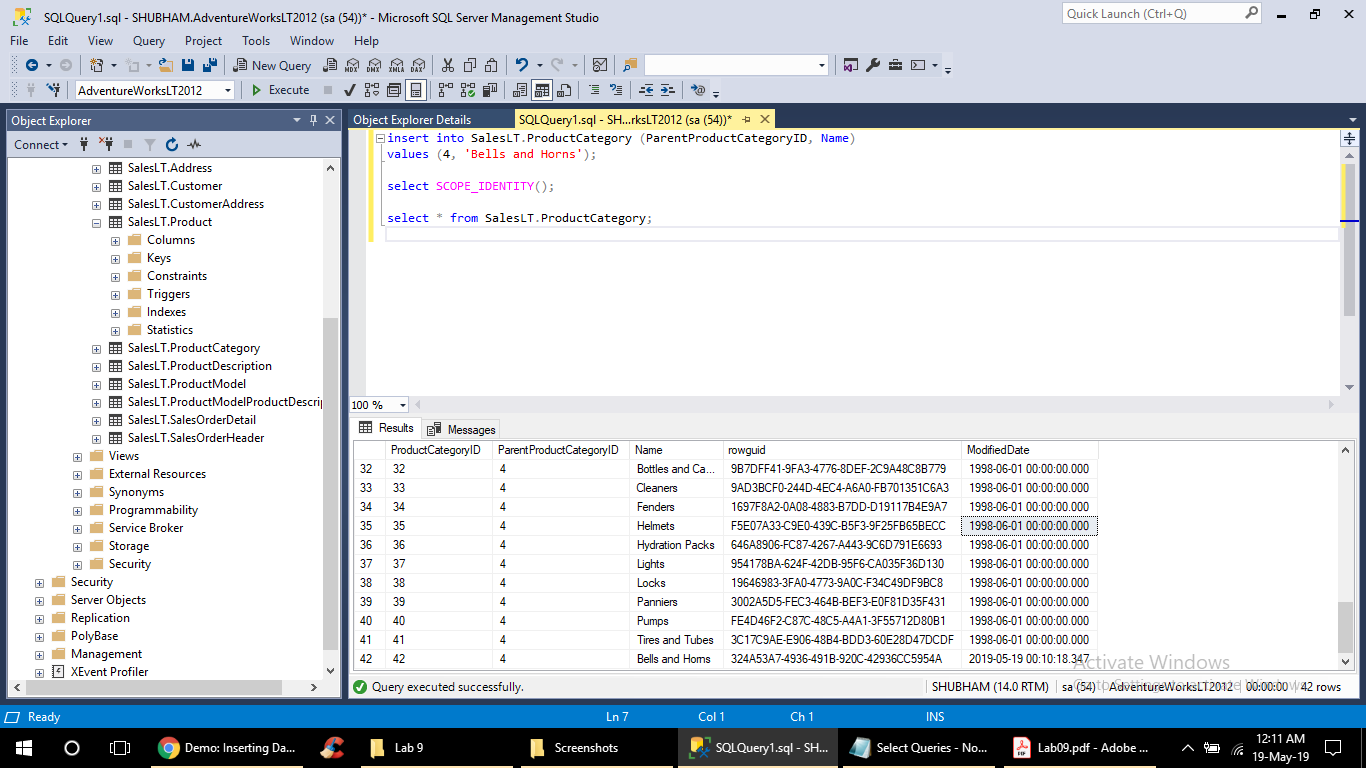 SQLQuery1.sql - SHUBHAM.AdventureWorksLT2012 (sa (54))* - Microsoft SQL Server Management Studio
Quick Launch (Ctrl+Q)
File Edit View Query Project Tools Window Help
New Query MDX DMX XMLA DAX
AdventureWorksLT2012 Execute
Object Explorer
Connect
SalesLT.Address
SalesLT.Customer
SalesLT.CustomerAddress
SalesLT.Product
Columns
Keys
Constraints
Triggers
Indexes
Statistics
SalesLT.ProductCategory
SalesLT.ProductDescription
SalesLT.ProductModel
SalesLT.ProductModelProductDescrip
SalesLT.SalesOrderDetail
SalesLT.SalesOrderHeader
Views
External Resources
Synonyms
Programmability
Service Broker
Storage
Security
Security
Server Objects
Replication
PolyBase
Management
XEvent Profiler
Object Explorer Details SQLQuery1.sql - SH...rksLT2012 (sa (54))*
insert into SalesLT.ProductCategory (ParentProductCategoryID, Name)
values (4, 'Bells and Horns');
select SCOPE_IDENTITY();
select * from SalesLT.ProductCategory;
100 %
Results Messages
ProductCategoryID ParentProductCategoryID Name rowguid ModifiedDate
32 32 4 Bottles and Ca... 9B7DFF41-9FA3-4776-8DEF-2C9A48C8B779 1998-06-01 00:00:00.000
33 33 4 Cleaners 9AD3BCF0-244D-4EC4-A6A0-FB701351C6A3 1998-06-01 00:00:00.000
34 34 4 Fenders 1697F8A2-0A08-4883-B7DD-D19117B4E9A7 1998-06-01 00:00:00.000
35 35 4 Helmets F5E07A33-C9E0-439C-B5F3-9F25FB65BECC 1998-06-01 00:00:00.000
36 36 4 Hydration Packs 646A8906-FC87-4267-A443-9C6D791E6693 1998-06-01 00:00:00.000
37 37 4 Lights 954178BA-624F-42DB-95F6-CA035F36D130 1998-06-01 00:00:00.000
38 38 4 Locks 19646983-3FA0-4773-9A0C-F34C49DF9BC8 1998-06-01 00:00:00.000
39 39 4 Panniers 3002A5D5-FEC3-464B-BEF3-E0F81D35F431 1998-06-01 00:00:00.000
40 40 4 Pumps FE4D46F2-C87C-48C5-A4A1-3F55712D80B1 1998-06-01 00:00:00.000
41 41 4 Tires and Tubes 3C17C9AE-E906-48B4-BDD3-60E28D47DCDF 1998-06-01 00:00:00.000
42 42 4 Bells and Horns 324A53A7-4936-491B-920C-42936CC5954A 2019-05-19 00:10:18.347
Activate Windows
Go to Settings to activate Windows.
Query executed successfully. SHUBHAM (14.0 RTM) sa (54) AdventureWorksLT2012 00:00:00 42 rows
Ready Ln 7 Col 1 Ch 1 INS
Demo: Inserting Da... Lab 9 Screenshots SQLQuery1.sql - SH... Select Queries - No... Lab09.pdf - Adobe ...
12:11 AM
19-May-19